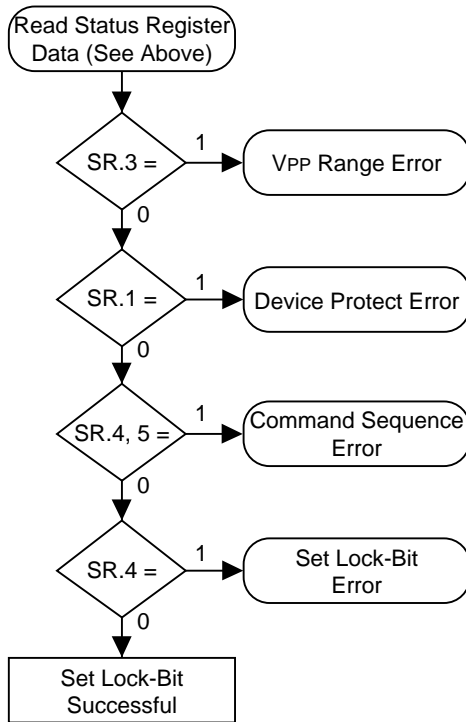 Read Status Register
Data (See Above)
SR.3 =
1
VPP Range Error
0
SR.1 =
1
Device Protect Error
0
SR.4, 5 =
1
Command Sequence
Error
0
SR.4 =
1
Set Lock-Bit
Error
0
Set Lock-Bit
Successful